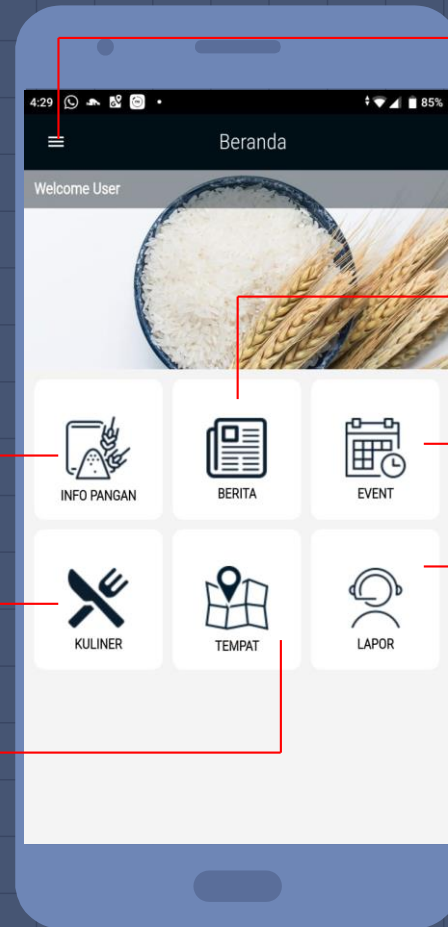 4:29 85%
Beranda
Welcome User
INFO PANGAN BERITA EVENT
KULINER TEMPAT LAPOR